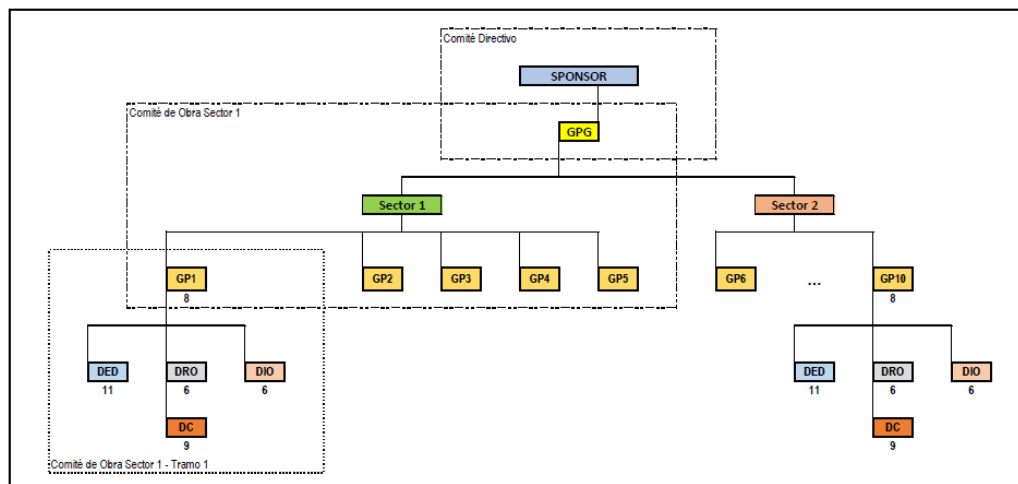 Comité Directivo
SPONSOR
Comité de Obra Sector 1
GPG
Sector 1
Sector 2
GP1
GP2
GP3
GP4
GP5
GP6
...
GP10
8
8
DED
DRO
DIO
DED
DRO
DIO
11
6
6
11
6
6
DC
DC
9
9
Comité de Obra Sector 1 - Tramo 1